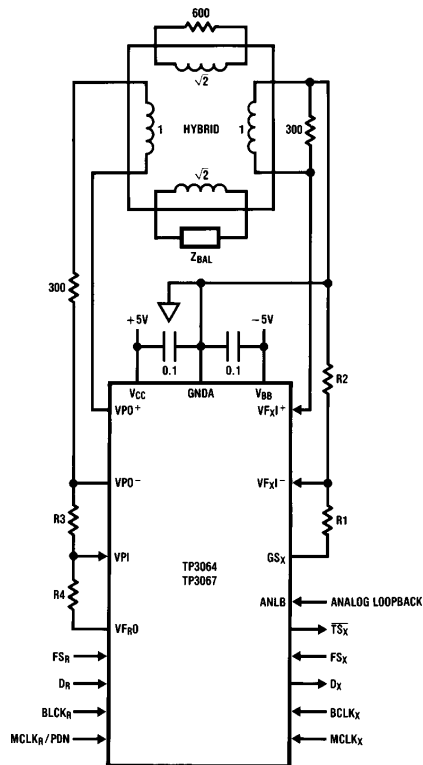 600
√2
1
HYBRID
1
300
√2
Z_BAL
300
+5V
-5V
0.1
0.1
R2
V_CC
GNDA
V_BB
VPO+
VF_XI+
VPO-
VF_XI-
R3
R1
VPI
GS_X
TP3064
TP3067
R4
ANLB
ANALOG LOOPBACK
VF_RO
TS_X
FS_R
FS_X
D_R
D_X
BLCK_R
BCLK_X
MCLK_R/PDN
MCLK_X